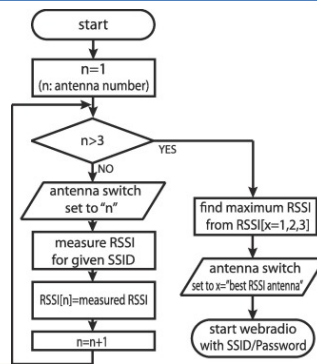 start
n=1
(n: antenna number)
n>3
YES
NO
antenna switch
set to "n"
measure RSSI
for given SSID
RSSI[n]=measured RSSI
n=n+1
find maximum RSSI
from RSSI[x=1,2,3]
antenna switch
set to x="best RSSI antenna"
start webradio
with SSID/Password